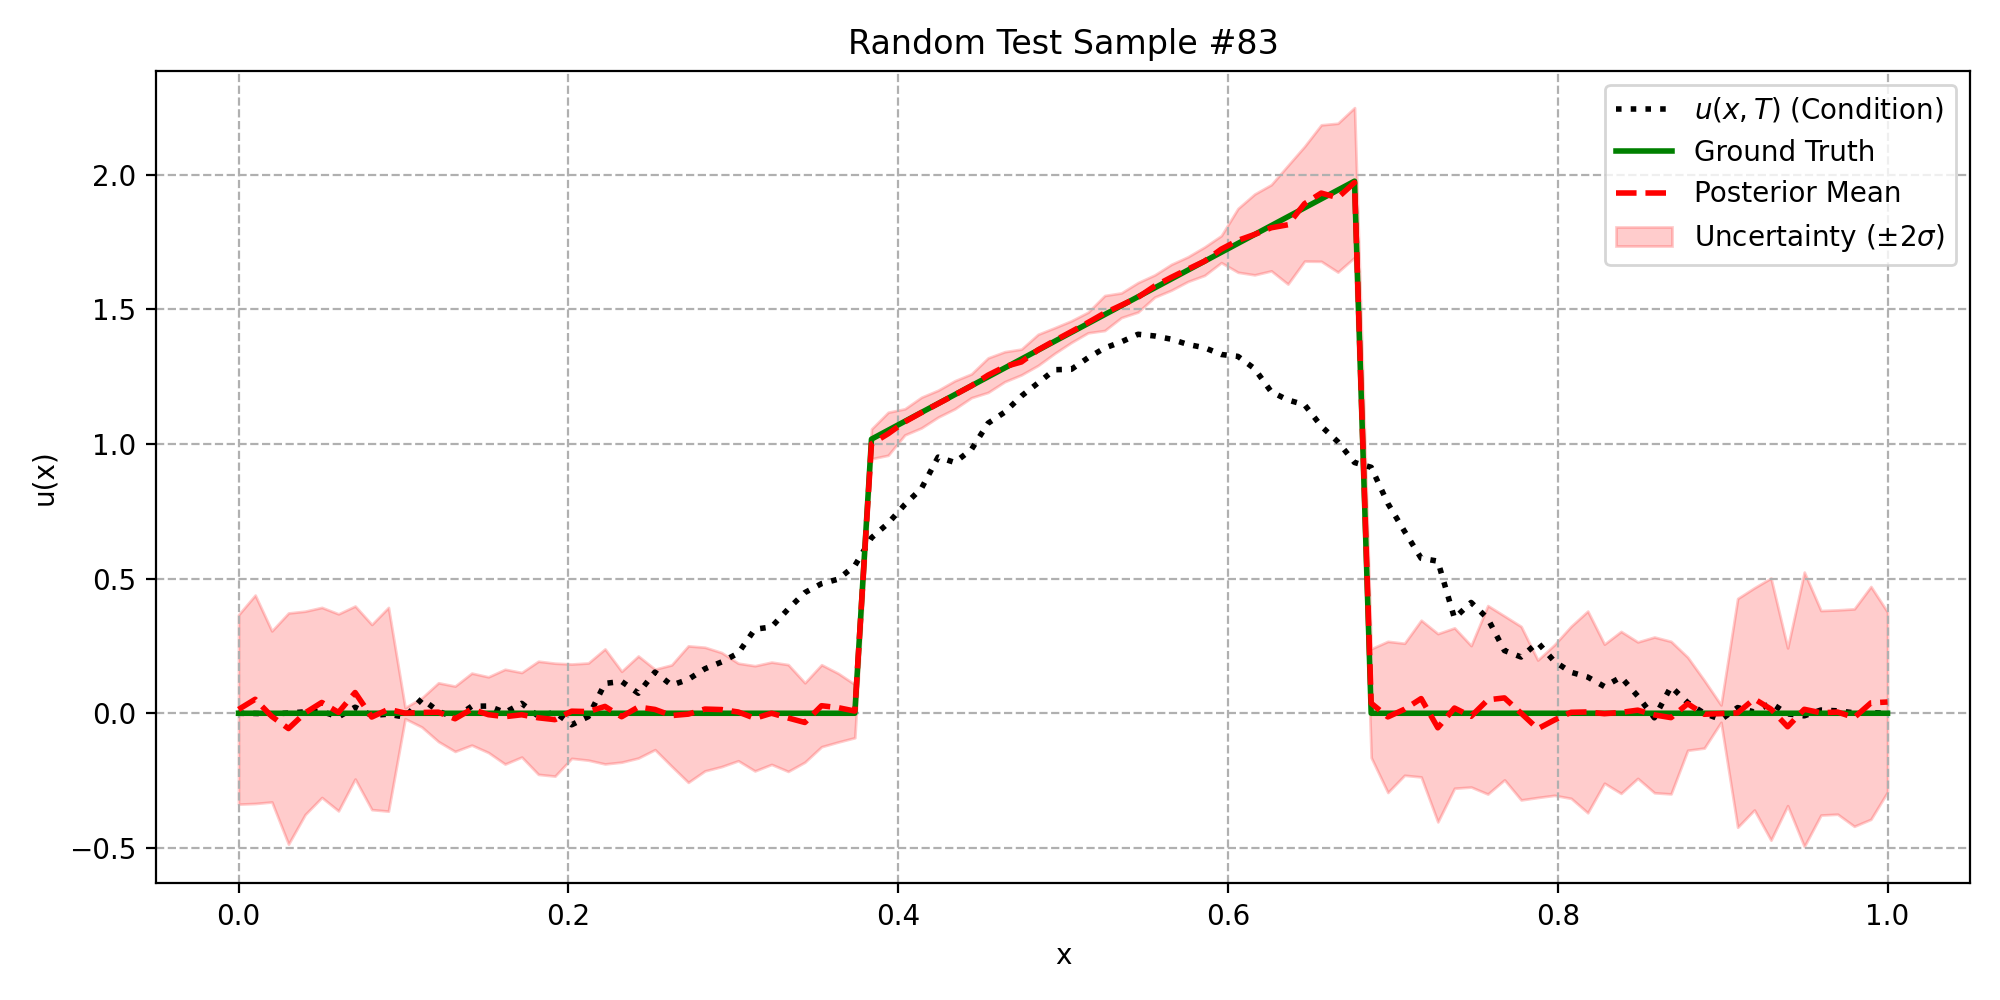 Random Test Sample #83
u(x, T) (Condition)
Ground Truth
Posterior Mean
Uncertainty (±2σ)
2.0
1.5
1.0
0.5
0.0
−0.5
u(x)
0.0 0.2 0.4 0.6 0.8 1.0
x